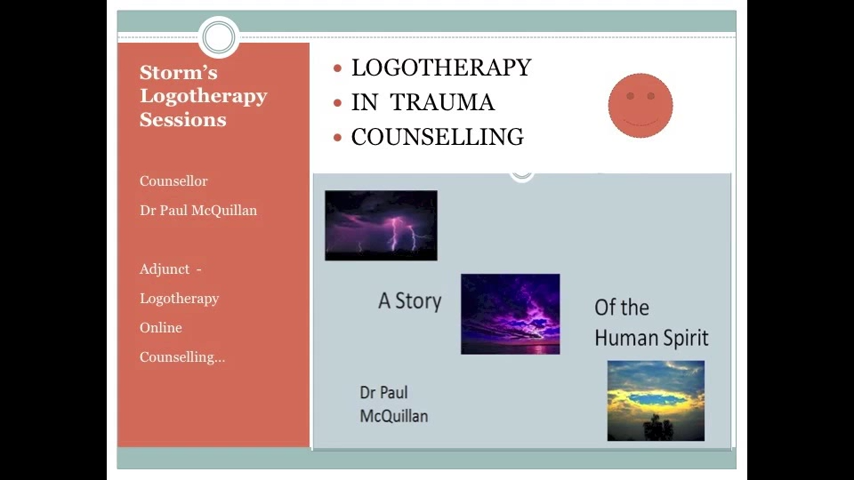 Storm's
Logotherapy
Sessions
Counsellor
Dr Paul McQuillan
Adjunct -
Logotherapy
Online
Counselling...
• LOGOTHERAPY
• IN TRAUMA
• COUNSELLING
A Story
Of the
Human Spirit
Dr Paul
McQuillan